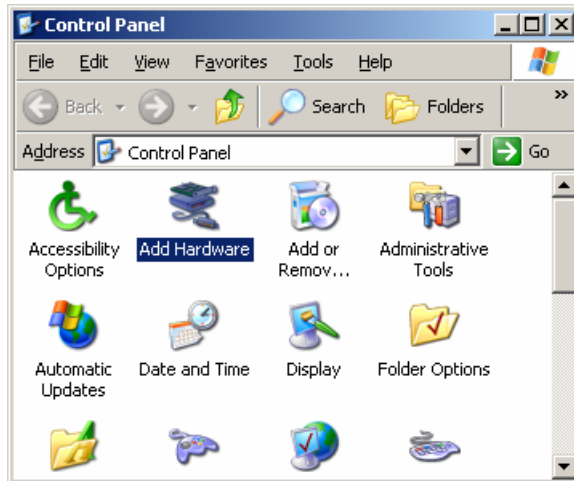 Control Panel
File Edit View Favorites Tools Help
Back Search Folders »
Address Control Panel Go
Accessibility Options
Add Hardware
Add or Remov...
Administrative Tools
Automatic Updates
Date and Time
Display
Folder Options